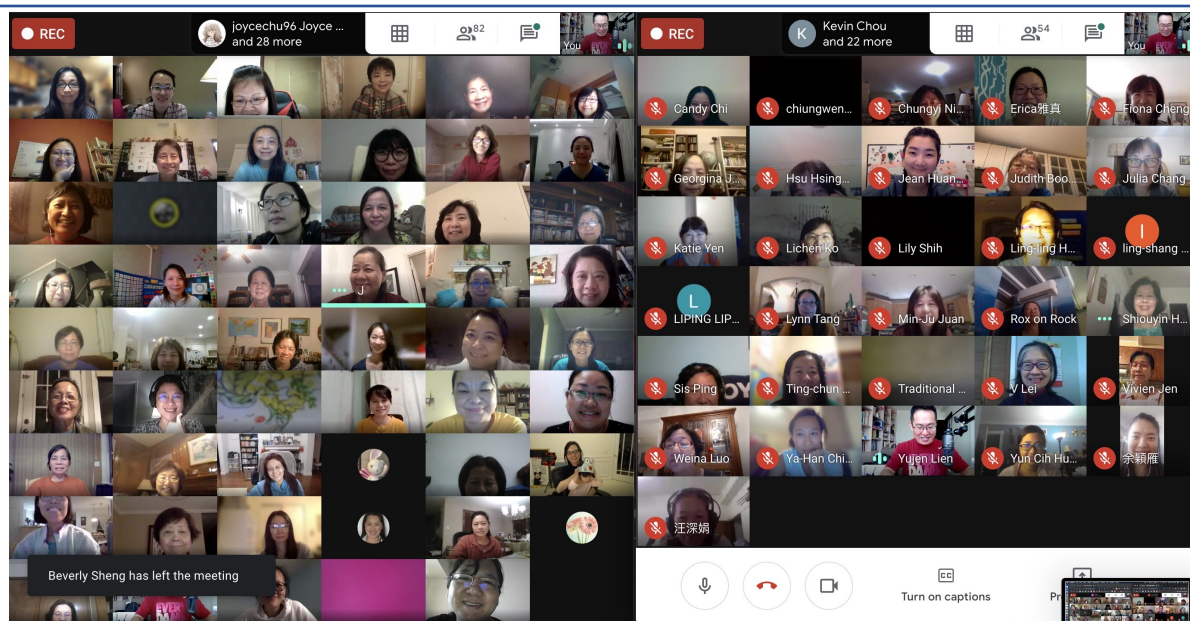 REC
joycechu96 Joyce ...
and 28 more
82
You
J
Beverly Sheng has left the meeting
REC
K
Kevin Chou
and 22 more
54
You
Candy Chi
chiungwen...
Chungy Ni...
Erica雅真
Fiona Cheng
Georgina J...
Hsu Hsing...
Jean Huan...
Judith Boo...
Julia Chang
Katie Yen
Lichen Ko
Lily Shih
Ling-ling H...
I
ling-shang ...
L
LIPING LIP...
Lynn Tang
Min-Ju Juan
Rox on Rock
Shiouyin H...
Sis Ping
Ting-chun ...
Traditional ...
V Lei
Vivien Jen
Weina Luo
Ya-Han Chi...
Yujen Lien
Yun Cih Hu...
余穎雁
汪深娟
CC
Turn on captions